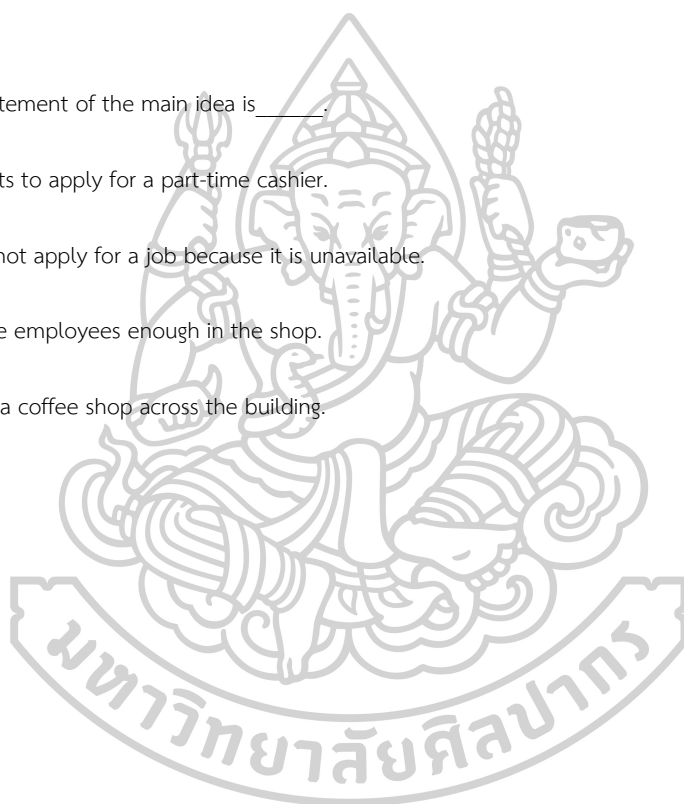 tement of the main idea is______.
ts to apply for a part-time cashier.
not apply for a job because it is unavailable.
e employees enough in the shop.
a coffee shop across the building.
มหาวิทยาลัยศิลปากร